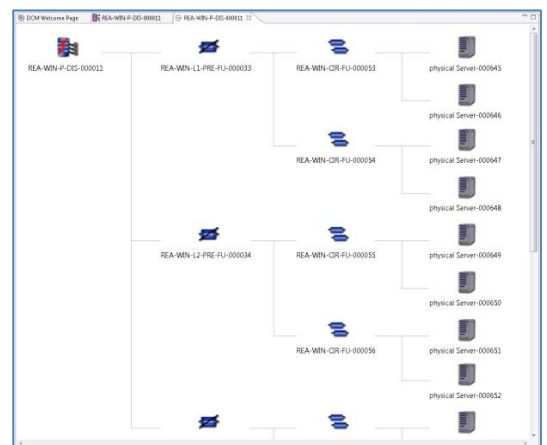 DCM Welcome Page REA-WIN-P-DIS-000011 REA-WIN-P-DIS-000011
REA-WIN-P-DIS-000011 REA-WIN-L1-PRE-FU-000033 REA-WIN-CIR-FU-000053 physical Server-000645
physical Server-000646
REA-WIN-CIR-FU-000054 physical Server-000647
physical Server-000648
REA-WIN-L2-PRE-FU-000034 REA-WIN-CIR-FU-000055 physical Server-000649
physical Server-000650
REA-WIN-CIR-FU-000056 physical Server-000651
physical Server-000652